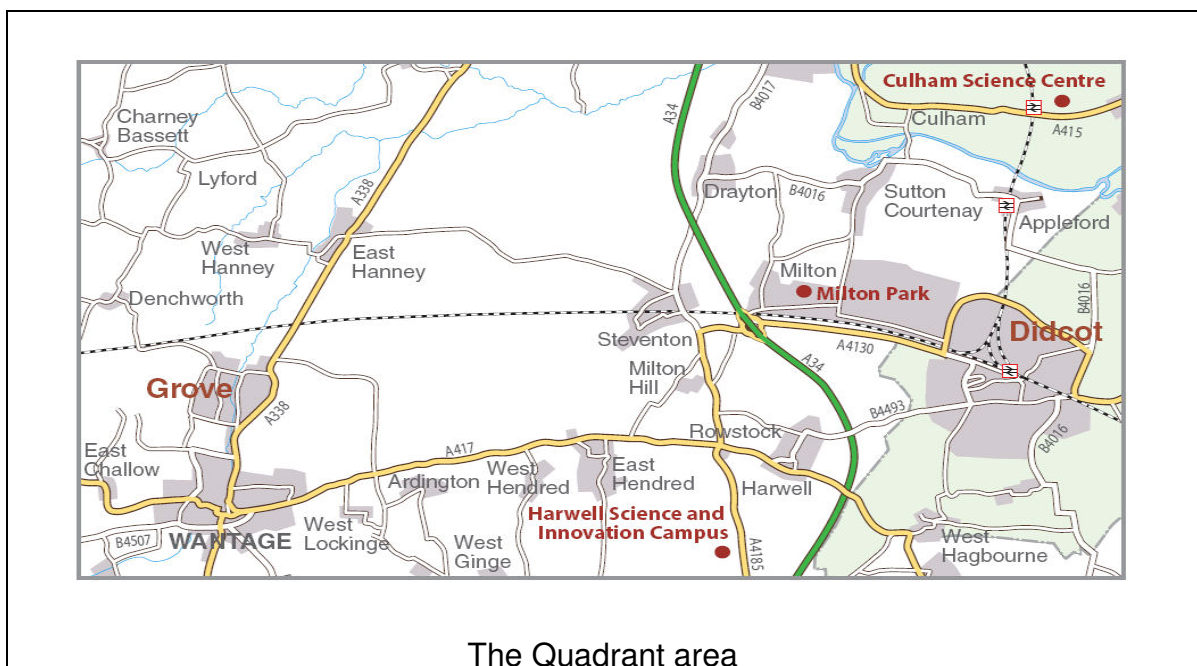 Culham Science Centre
Charney
Bassett
A34
B4017
Culham
A415
Lyford
A338
Drayton
B4016
Sutton
Courtenay
Appleford
West
Hanney
East
Hanney
Milton
Milton Park
B4016
Denchworth
Steventon
Didcot
A4130
Milton
Hill
A34
Grove
A338
B4493
Rowstock
B4016
East
Challow
A417
Ardington
West
Hendred
East
Hendred
Harwell
Harwell Science and
Innovation Campus
West
Lockinge
B4507
WANTAGE
West
Ginge
A4185
West
Hagbourne
The Quadrant area